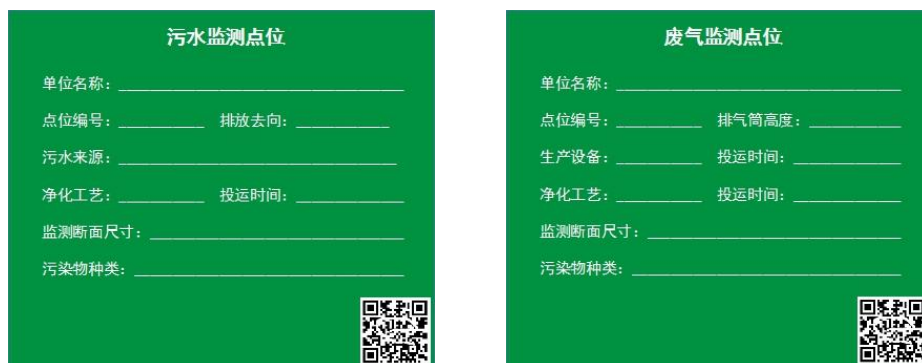 污水监测点位
单位名称：
点位编号： 排放去向：
污水来源：
净化工艺： 投运时间：
监测断面尺寸：
污染物种类：
废气监测点位
单位名称：
点位编号： 排气筒高度：
生产设备： 投运时间：
净化工艺： 投运时间：
监测断面尺寸：
污染物种类：